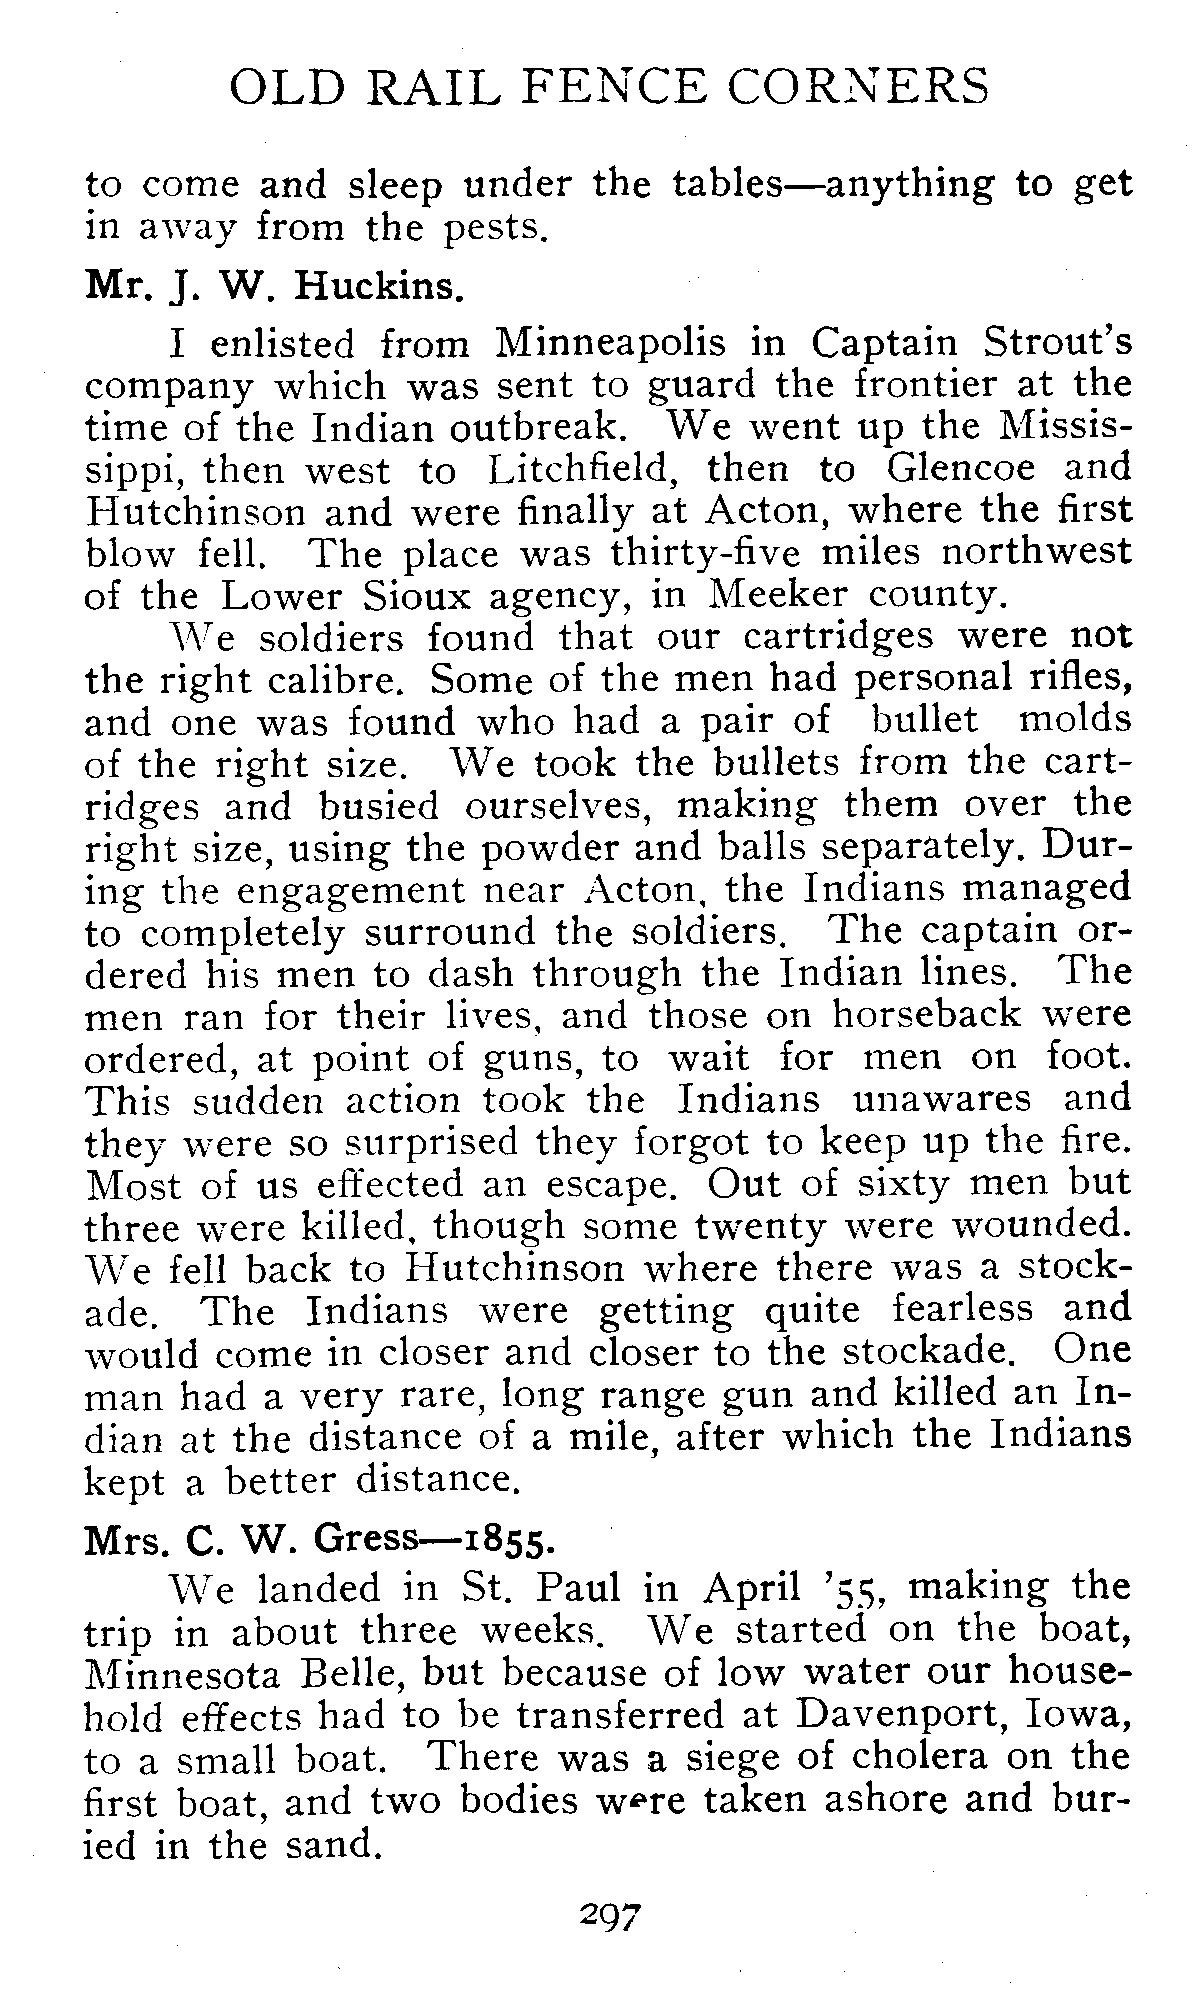 OLD RAIL FENCE CORNERS
to come and sleep under the tables—anything to get
in away from the pests.
Mr. J. W. Huckins.
I enlisted from Minneapolis in Captain Strout's
company which was sent to guard the frontier at the
time of the Indian outbreak. We went up the Missis-
sippi, then west to Litchfield, then to Glencoe and
Hutchinson and were finally at Acton, where the first
blow fell. The place was thirty-five miles northwest
of the Lower Sioux agency, in Meeker county.
We soldiers found that our cartridges were not
the right calibre. Some of the men had personal rifles,
and one was found who had a pair of bullet molds
of the right size. We took the bullets from the cart-
ridges and busied ourselves, making them over the
right size, using the powder and balls separately. Dur-
ing the engagement near Acton, the Indians managed
to completely surround the soldiers. The captain or-
dered his men to dash through the Indian lines. The
men ran for their lives, and those on horseback were
ordered, at point of guns, to wait for men on foot.
This sudden action took the Indians unawares and
they were so surprised they forgot to keep up the fire.
Most of us effected an escape. Out of sixty men but
three were killed, though some twenty were wounded.
We fell back to Hutchinson where there was a stock-
ade. The Indians were getting quite fearless and
would come in closer and closer to the stockade. One
man had a very rare, long range gun and killed an In-
dian at the distance of a mile, after which the Indians
kept a better distance.
Mrs. C. W. Gress—1855.
We landed in St. Paul in April '55, making the
trip in about three weeks. We started on the boat,
Minnesota Belle, but because of low water our house-
hold effects had to be transferred at Davenport, Iowa,
to a small boat. There was a siege of cholera on the
first boat, and two bodies were taken ashore and bur-
ied in the sand.
297